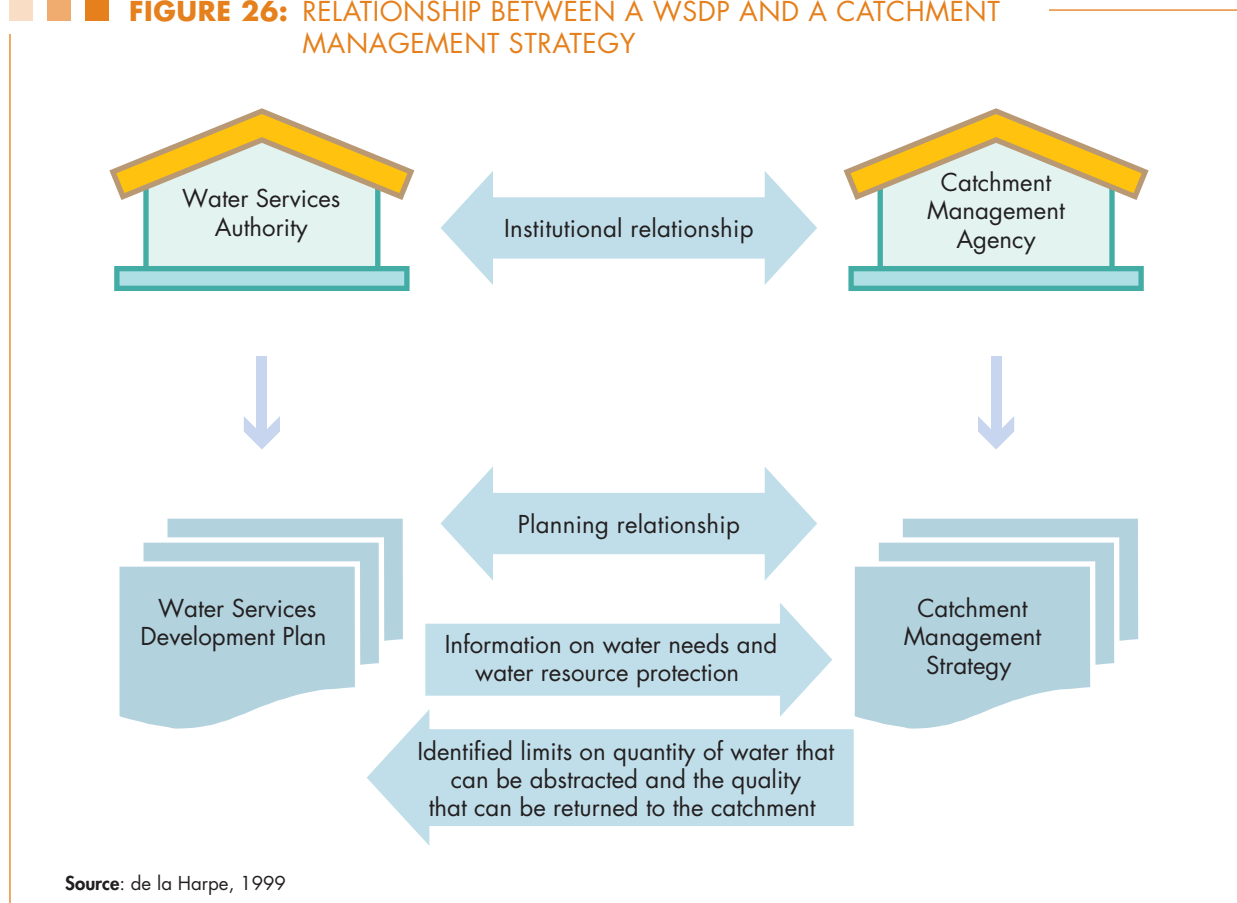 FIGURE 26: RELATIONSHIP BETWEEN A WSDP AND A CATCHMENT
MANAGEMENT STRATEGY
Water Services
Authority
Institutional relationship
Catchment
Management
Agency
Planning relationship
Water Services
Development Plan
Information on water needs and
water resource protection
Catchment
Management
Strategy
Identified limits on quantity of water that
can be abstracted and the quality
that can be returned to the catchment
Source: de la Harpe, 1999